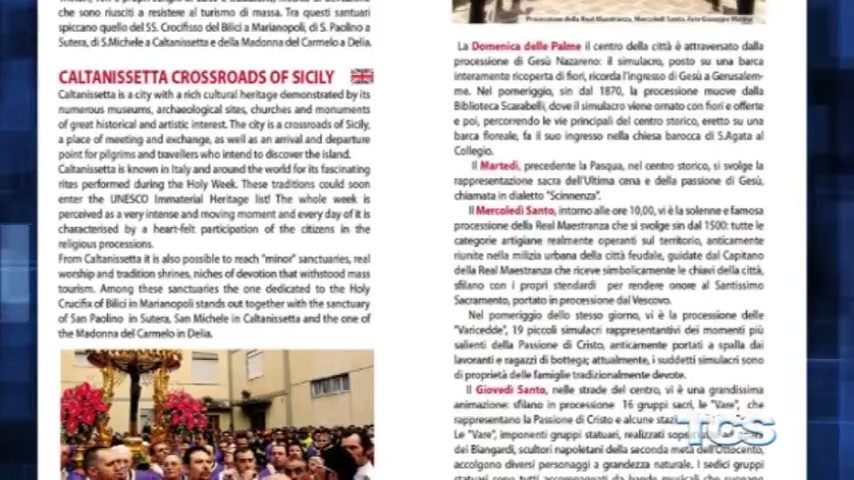 che sono riusciti a resistere al turismo di massa. Tra questi santuari
spiccano quello del SS. Crocifisso del Bilici a Marianopoli, di S. Paolino a
Sutera, di S.Michele a Caltanissetta e della Madonna del Carmelo a Delia.
CALTANISSETTA CROSSROADS OF SICILY
Caltanissetta is a city with a rich cultural heritage demonstrated by its
numerous museums, archaeological sites, churches and monuments
of great historical and artistic interest. The city is a crossroads of Sicily,
a place of meeting and exchange, as well as an arrival and departure
point for pilgrims and travellers who intend to discover the island.
Caltanissetta is known in Italy and around the world for its fascinating
rites performed during the Holy Week. These traditions could soon
enter the UNESCO Immaterial Heritage list! The whole week is
perceived as a very intense and moving moment and every day of it is
characterised by a heart-felt participation of the citizens in the
religious processions.
From Caltanissetta it is also possible to reach "minor" sanctuaries, real
worship and tradition shrines, niches of devotion that withstood mass
tourism. Among these sanctuaries the one dedicated to the Holy
Crucifix of Bilici in Marianopoli stands out together with the sanctuary
of San Paolino in Sutera, San Michele in Caltanissetta and the one of
the Madonna del Carmelo in Delia.
Processione della Real Maestranza, Mercoledì Santo. Foto Giuseppe
La Domenica delle Palme il centro della città è attraversato dalla
processione di Gesù Nazareno: il simulacro, posto su una barca
interamente ricoperta di fiori, ricorda l'ingresso di Gesù a Gerusalem-
me. Nel pomeriggio, sin dal 1870, la processione muove dalla
Biblioteca Scarabelli, dove il simulacro viene ornato con fiori e offerte
e poi, percorrendo le vie principali del centro storico, eretto su una
barca floreale, fa il suo ingresso nella chiesa barocca di S.Agata al
Collegio.
Il Martedì, precedente la Pasqua, nel centro storico, si svolge la
rappresentazione sacra dell'Ultima cena e della passione di Gesù,
chiamata in dialetto "Scinnenza".
Il Mercoledì Santo, intorno alle ore 10,00, vi è la solenne e famosa
processione della Real Maestranza che si svolge sin dal 1500: tutte le
categorie artigiane realmente operanti sul territorio, anticamente
riunite nella milizia urbana della città feudale, guidate dal Capitano
della Real Maestranza che riceve simbolicamente le chiavi della città,
sfilano con i propri stendardi per rendere onore al Santissimo
Sacramento, portato in processione dal Vescovo.
Nel pomeriggio dello stesso giorno, vi è la processione delle
"Varicedde", 19 piccoli simulacri rappresentantivi dei momenti più
salienti della Passione di Cristo, anticamente portati a spalla dai
lavoranti e ragazzi di bottega; attualmente, i suddetti simulacri sono
di proprietà delle famiglie tradizionalmente devote.
Il Giovedì Santo, nelle strade del centro, vi è una grandissima
animazione: sfilano in processione 16 gruppi sacri, le "Vare", che
rappresentano la Passione di Cristo e alcune
Le "Vare", imponenti gruppi statuari, realizzati
dei Biangardi, scultori napoletani della seconda metà dell'Ottocento,
accolgono diversi personaggi a grandezza naturale. I sedici gruppi
statuari sono tutti accompagnati da bande musicali che suonano
TCS